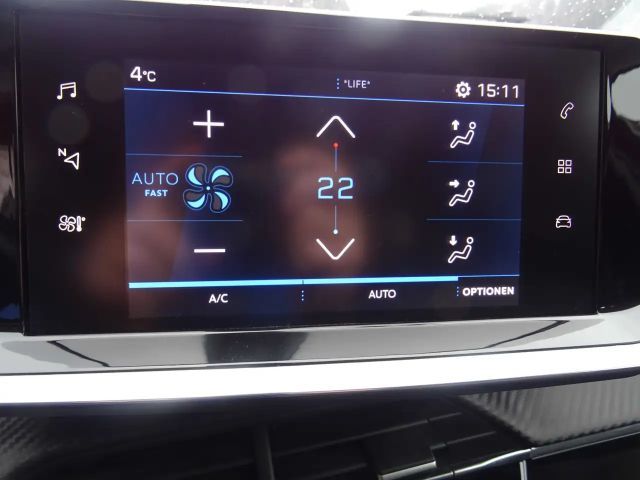 4°C
*LIFE*
15:11
N
AUTO
FAST
22
A/C
AUTO
OPTIONEN